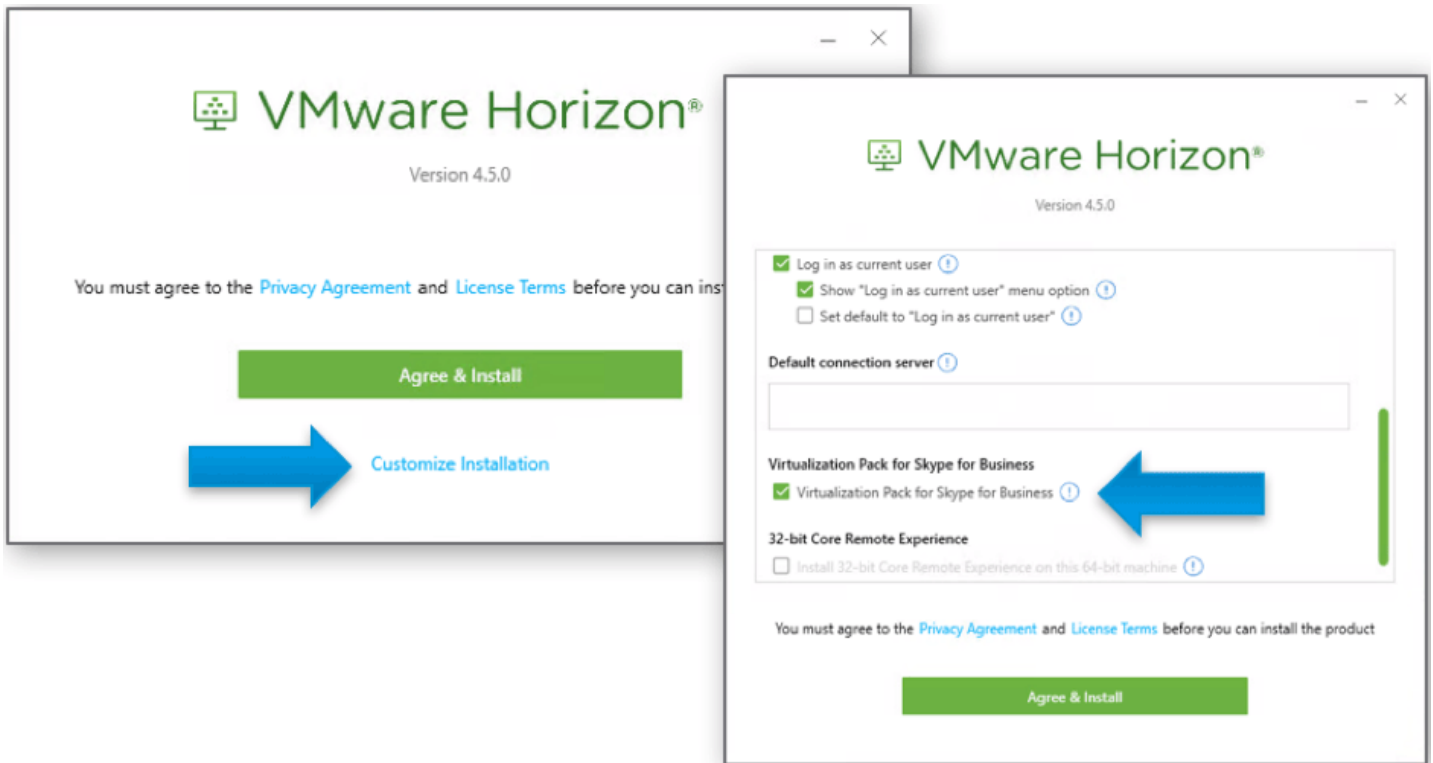 VMware Horizon®
Version 4.5.0
You must agree to the Privacy Agreement and License Terms before you can
Agree & Install
Customize Installation
VMware Horizon®
Version 4.5.0
Log in as current user
Show "Log in as current user" menu option
Set default to "Log in as current user"
Default connection server
Virtualization Pack for Skype for Business
Virtualization Pack for Skype for Business
32-bit Core Remote Experience
Install 32-bit Core Remote Experience on this 64-bit machine
You must agree to the Privacy Agreement and License Terms before you can install the product
Agree & Install